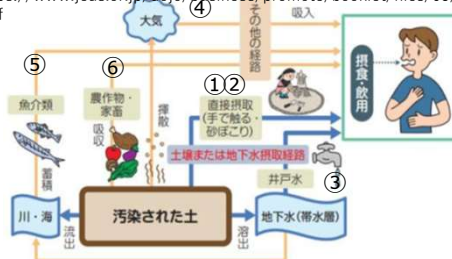 ④
大気
その他の経路
吸入
⑤
⑥
魚介類
農作物・
家畜
吸収
揮散
①②
直接摂取
(手で触る・
砂ぼこり)
摂食・飲用
土壌または地下水摂取経路
蓄積
井戸水
③
川・海
汚染された土
地下水(帯水層)
流出
溶出